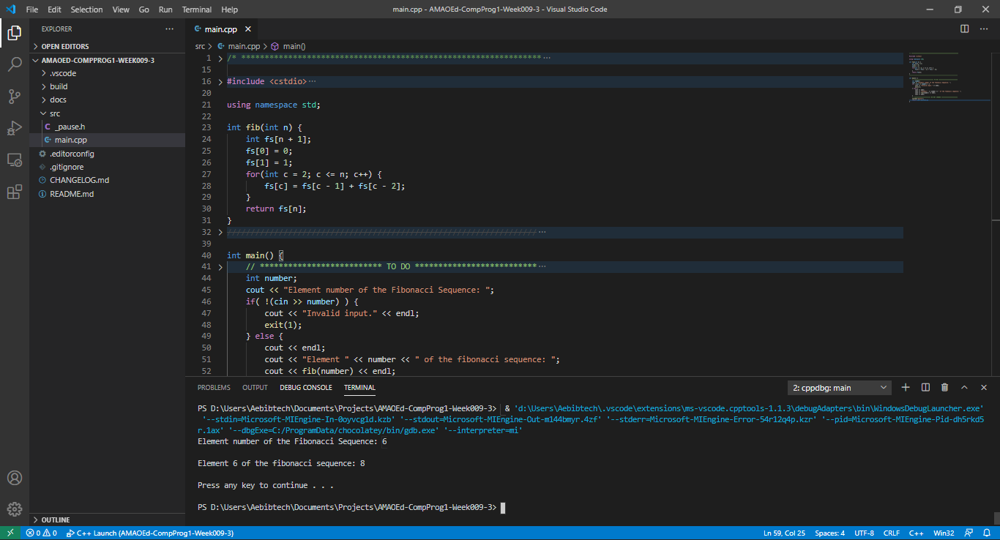 File Edit Selection View Go Run Terminal Help
main.cpp - AMAOEd-CompProg1-Week009-3 - Visual Studio Code
EXPLORER
OPEN EDITORS
AMAOED-COMPPROG1-WEEK009-3
.vscode
build
docs
src
_pause.h
main.cpp
.editorconfig
.gitignore
CHANGELOG.md
README.md
OUTLINE
main.cpp
src > main.cpp > main()
1 /* ****************************************************************
15
16 #include <cstdio>
20
21 using namespace std;
22
23 int fib(int n) {
24 int fs[n + 1];
25 fs[0] = 0;
26 fs[1] = 1;
27 for(int c = 2; c <= n; c++) {
28 fs[c] = fs[c - 1] + fs[c - 2];
29 }
30 return fs[n];
31 }
32 //////////////////////////////////////////////////////////////////
39
40 int main() {
41 // ************************** TO DO **************************
44 int number;
45 cout << "Element number of the Fibonacci Sequence: ";
46 if( !(cin >> number) ) {
47 cout << "Invalid input." << endl;
48 exit(1);
49 } else {
50 cout << endl;
51 cout << "Element " << number << " of the fibonacci sequence: ";
52 cout << fib(number) << endl;
PROBLEMS OUTPUT DEBUG CONSOLE TERMINAL
2: cppdbg: main
PS D:\Users\Aebibtech\Documents\Projects\AMAOEd-CompProg1-Week009-3> & 'd:\Users\Aebibtech\.vscode\extensions\ms-vscode.cpptools-1.1.3\debugAdapters\bin\WindowsDebugLauncher.exe'
'--stdin=Microsoft-MIEngine-In-0oyvcg1d.kzb' '--stdout=Microsoft-MIEngine-Out-m144bmyr.4zf' '--stderr=Microsoft-MIEngine-Error-54r12q4p.kzr' '--pid=Microsoft-MIEngine-Pid-dh5rkd5
r.1ax' '--dbgExe=C:/ProgramData/chocolatey/bin/gdb.exe' '--interpreter=mi'
Element number of the Fibonacci Sequence: 6
Element 6 of the fibonacci sequence: 8
Press any key to continue . . .
PS D:\Users\Aebibtech\Documents\Projects\AMAOEd-CompProg1-Week009-3>
0 0 C++ Launch (AMAOEd-CompProg1-Week009-3)
Ln 59, Col 25 Spaces: 4 UTF-8 CRLF C++ Win32